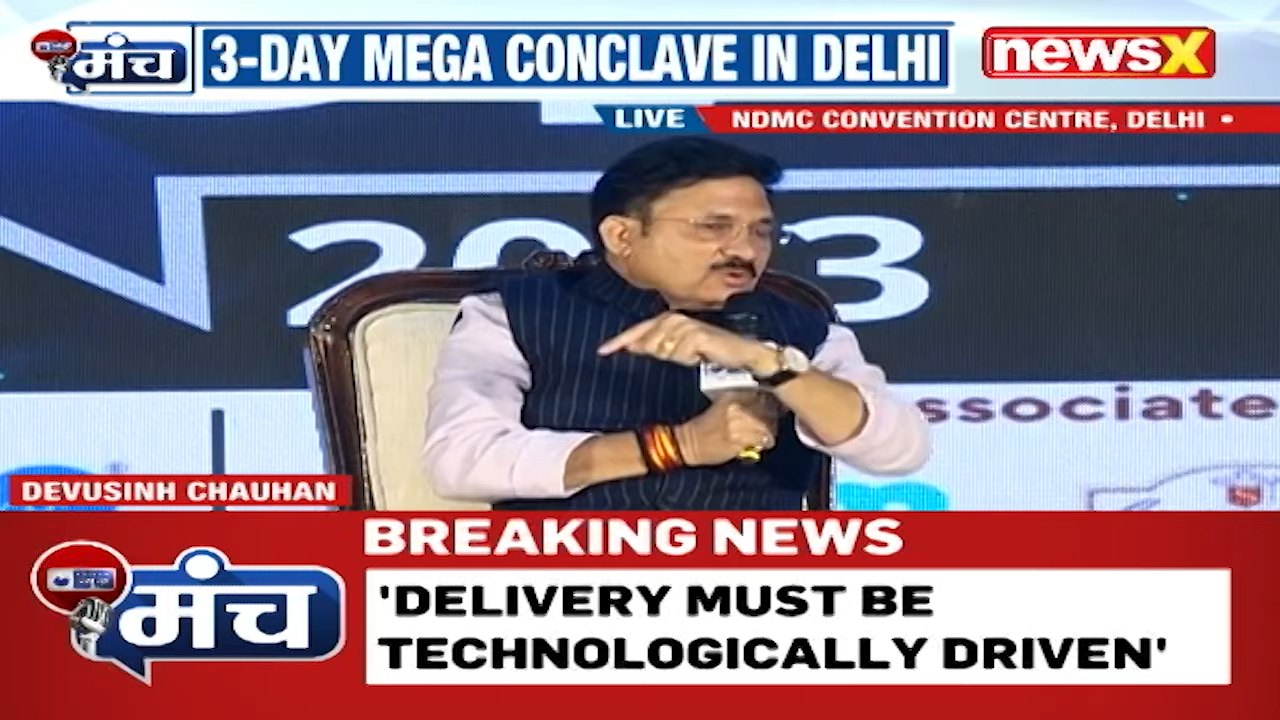 मंच
3-DAY MEGA CONCLAVE IN DELHI
newsX
LIVE
NDMC CONVENTION CENTRE, DELHI
ssociate
DEVUSINH CHAUHAN
BREAKING NEWS
मंच
'DELIVERY MUST BE
TECHNOLOGICALLY DRIVEN'